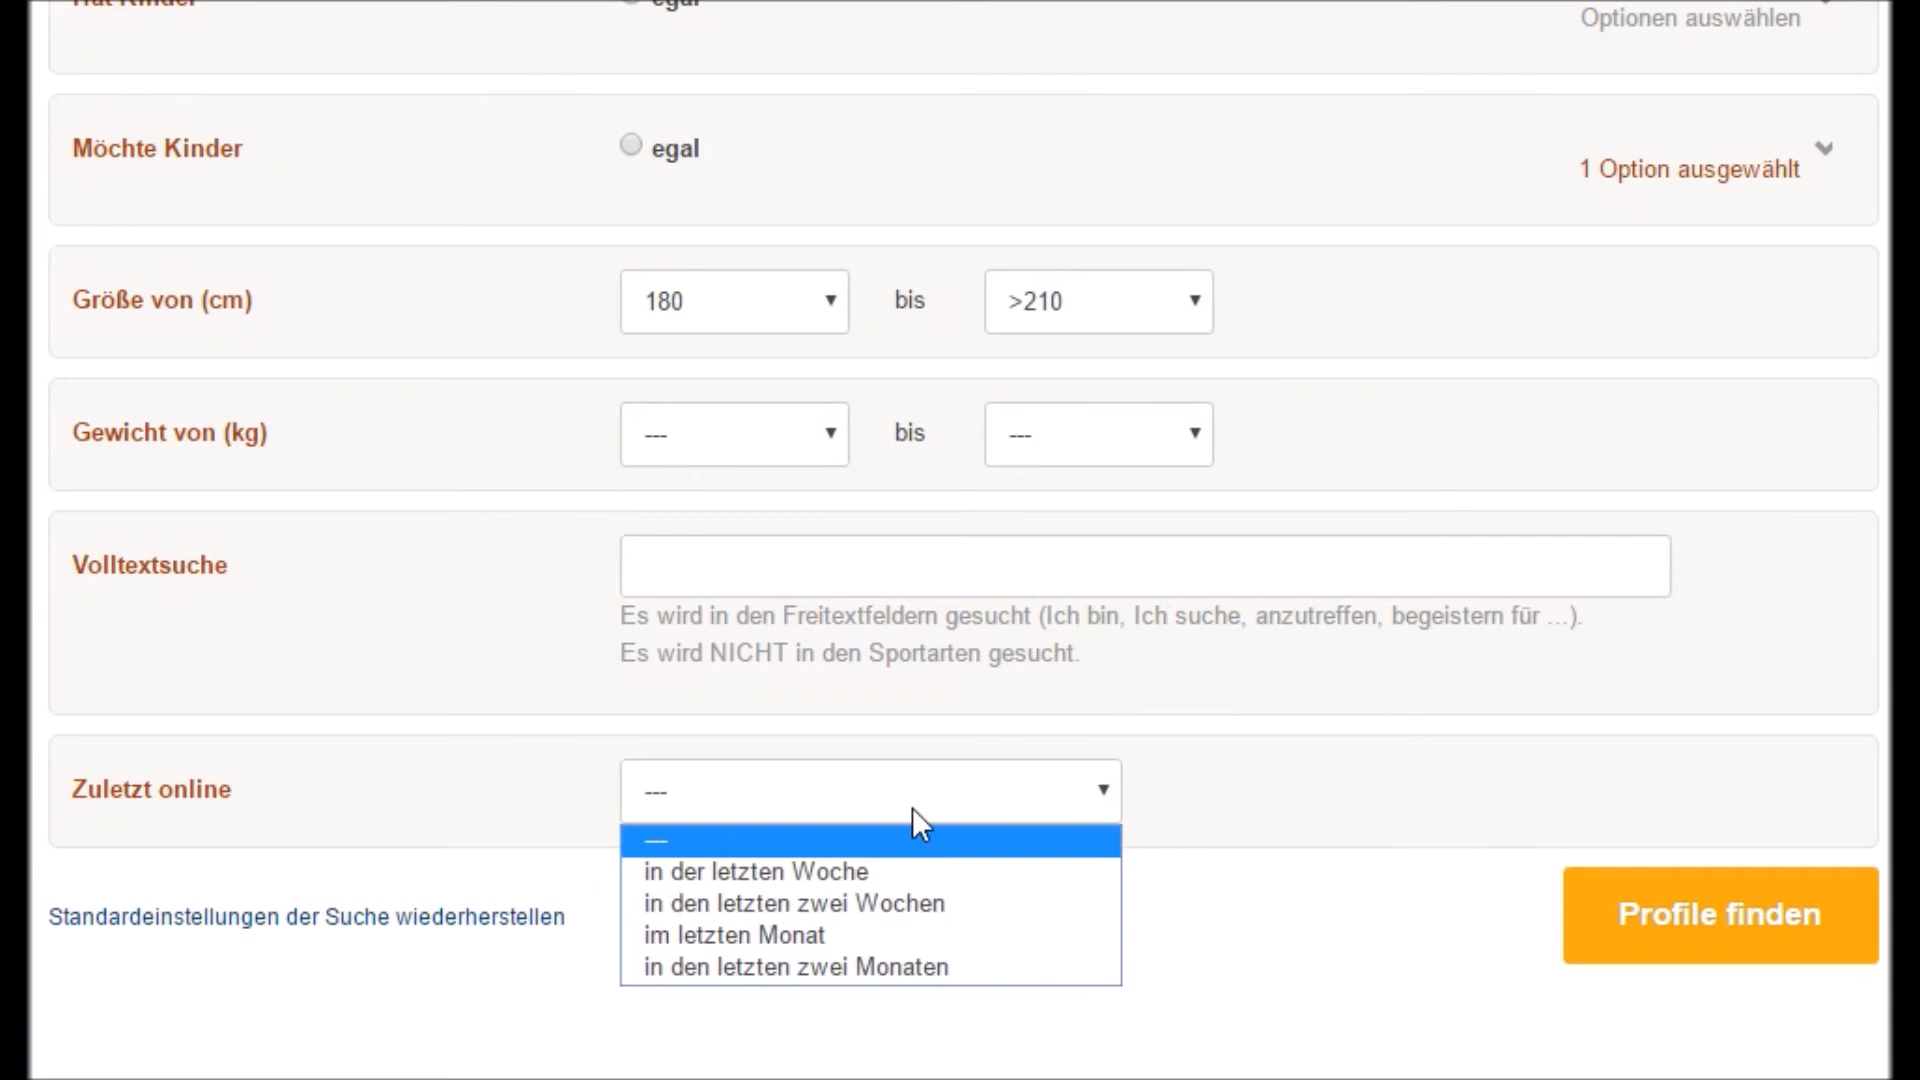 Hat Kinder egal
Optionen auswählen
Möchte Kinder egal
1 Option ausgewählt
Größe von (cm) 180 bis >210
Gewicht von (kg) --- bis ---
Volltextsuche
Es wird in den Freitextfeldern gesucht (Ich bin, Ich suche, anzutreffen, begeistern für ...).
Es wird NICHT in den Sportarten gesucht.
Zuletzt online ---
---
in der letzten Woche
in den letzten zwei Wochen
im letzten Monat
in den letzten zwei Monaten
Standardeinstellungen der Suche wiederherstellen
Profile finden